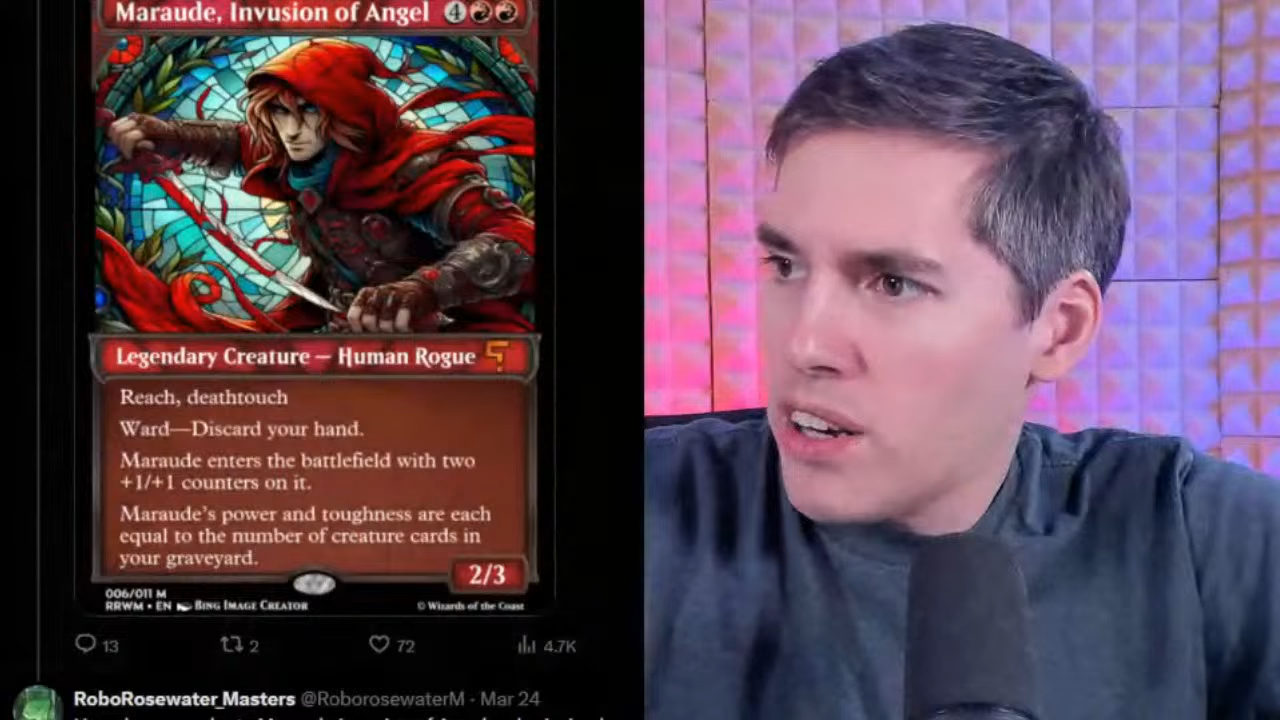 Maraude, Invasion of Angel 4
Legendary Creature — Human Rogue
Reach, deathtouch
Ward—Discard your hand.
Maraude enters the battlefield with two
+1/+1 counters on it.
Maraude's power and toughness are each
equal to the number of creature cards in
your graveyard.
2/3
006/011 M
RRWM • EN BING IMAGE CREATOR © Wizards of the Coast
13 2 72 4.7K
RoboRosewater_Masters @RoborosewaterM · Mar 24